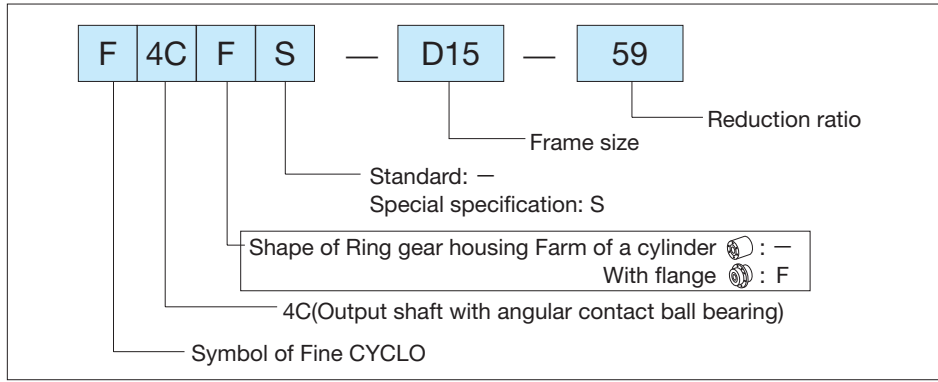 F 4C F S — D15 — 59
Reduction ratio
Frame size
Standard: —
Special specification: S
Shape of Ring gear housing Farm of a cylinder : —
With flange : F
4C(Output shaft with angular contact ball bearing)
Symbol of Fine CYCLO